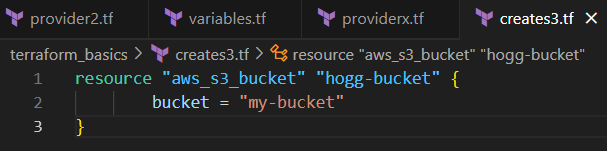 provider2.tf variables.tf providerx.tf creates3.tf
terraform_basics > creates3.tf > resource "aws_s3_bucket" "hogg-bucket"
1 resource "aws_s3_bucket" "hogg-bucket" {
2 bucket = "my-bucket"
3 }